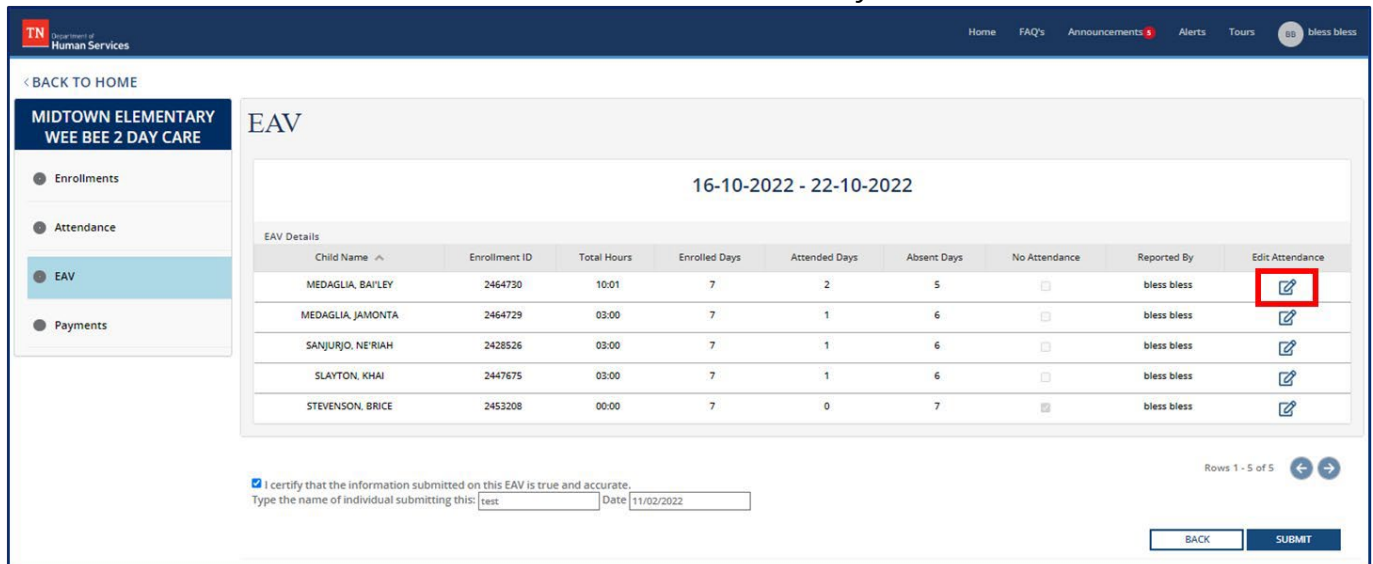 TN Department of Human Services
Home FAQ's Announcements 5 Alerts Tours BB bless bless
< BACK TO HOME
MIDTOWN ELEMENTARY
WEE BEE 2 DAY CARE
Enrollments
Attendance
EAV
Payments
EAV
16-10-2022 - 22-10-2022
EAV Details
Child Name Enrollment ID Total Hours Enrolled Days Attended Days Absent Days No Attendance Reported By Edit Attendance
MEDAGLIA, BAI'LEY 2464730 10:01 7 2 5 bless bless
MEDAGLIA, JAMONTA 2464729 03:00 7 1 6 bless bless
SANJURJO, NE'RIAH 2428526 03:00 7 1 6 bless bless
SLAYTON, KHAI 2447675 03:00 7 1 6 bless bless
STEVENSON, BRICE 2453208 00:00 7 0 7 bless bless
Rows 1 - 5 of 5
I certify that the information submitted on this EAV is true and accurate.
Type the name of individual submitting this: test Date 11/02/2022
BACK SUBMIT